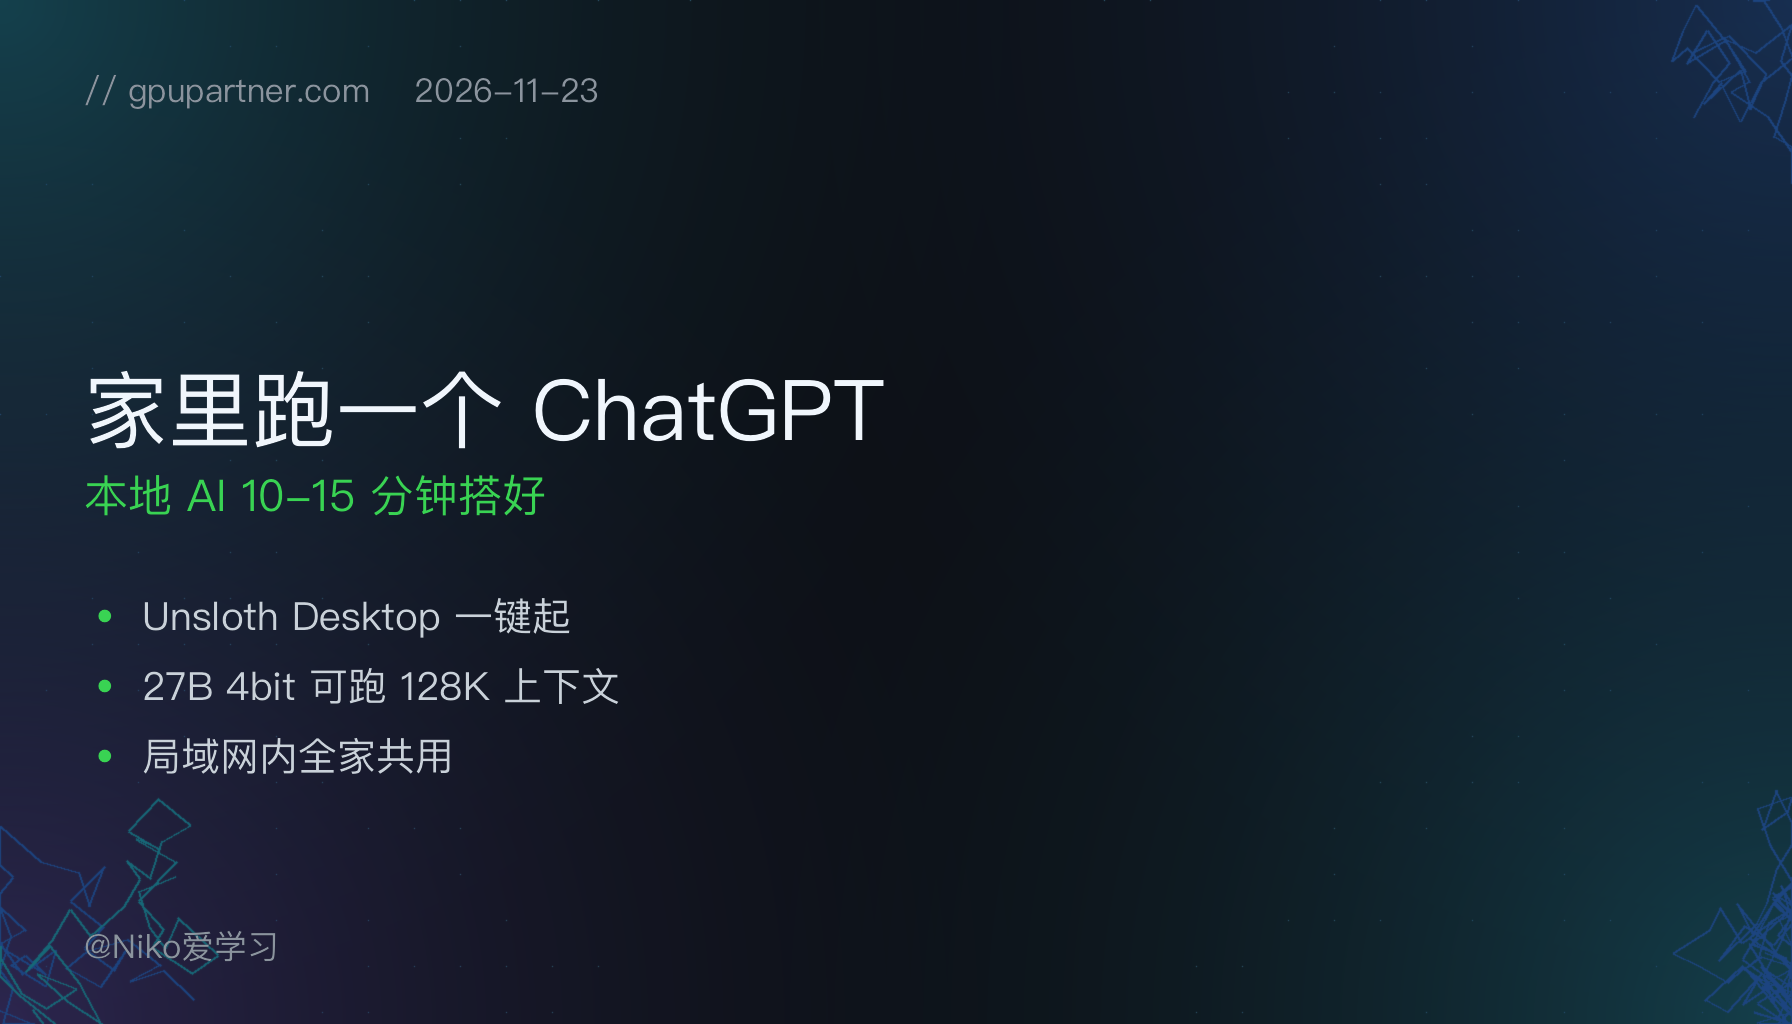 // gpupartner.com 2026-11-23
家里跑一个 ChatGPT
本地 AI 10-15 分钟搭好
• Unsloth Desktop 一键起
• 27B 4bit 可跑 128K 上下文
• 局域网内全家共用
@Niko爱学习